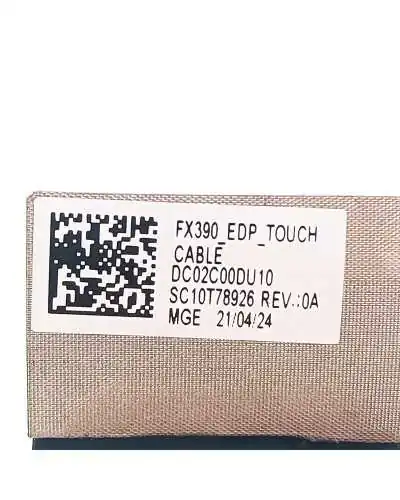 FX390_EDP_TOUCH
CABLE
DC02C00DU10
SC10T78926 REV.:0A
MGE 21/04/24